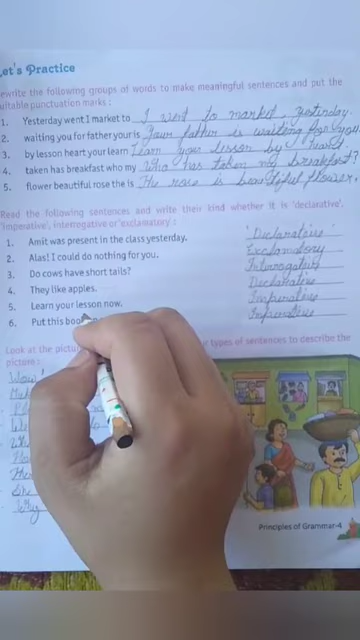 Let's Practice
ewrite the following groups of words to make meaningful sentences and put the
uitable punctuation marks :
1. Yesterday went I market to I went to market yesterday.
2. waiting you for father your is Your father is waiting for you
3. by lesson heart your learn Learn your lesson by heart.
4. taken has breakfast who my Who has taken my breakfast?
5. flower beautiful rose the is The rose is beautiful flower.
Read the following sentences and write their kind whether it is 'declarative',
'imperative', interrogative or 'exclamatory' :
1. Amit was present in the class yesterday. 'Declarative'
2. Alas! I could do nothing for you. Exclamatory
3. Do cows have short tails? Interrogative
4. They like apples. Declarative
5. Learn your lesson now. Imperative
6. Put this boo Imperative
Look at the pictu types of sentences to describe the
picture :
Wow!
She
Why
Principles of Grammar-4